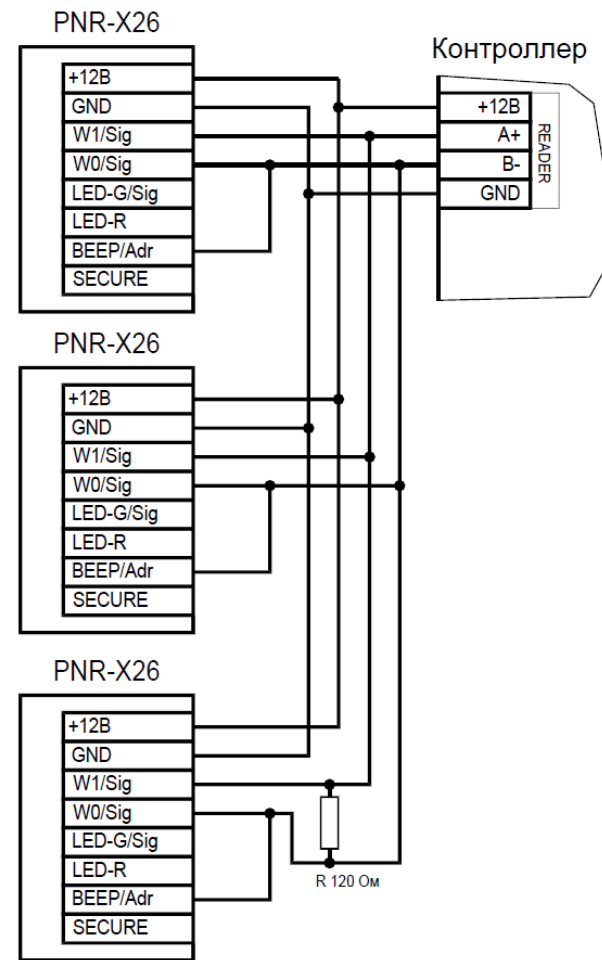 PNR-X26
+12В
GND
W1/Sig
W0/Sig
LED-G/Sig
LED-R
BEEP/Adr
SECURE
Контроллер
+12В
A+
B-
GND
READER
PNR-X26
+12В
GND
W1/Sig
W0/Sig
LED-G/Sig
LED-R
BEEP/Adr
SECURE
PNR-X26
+12В
GND
W1/Sig
W0/Sig
LED-G/Sig
LED-R
BEEP/Adr
SECURE
R 120 Ом